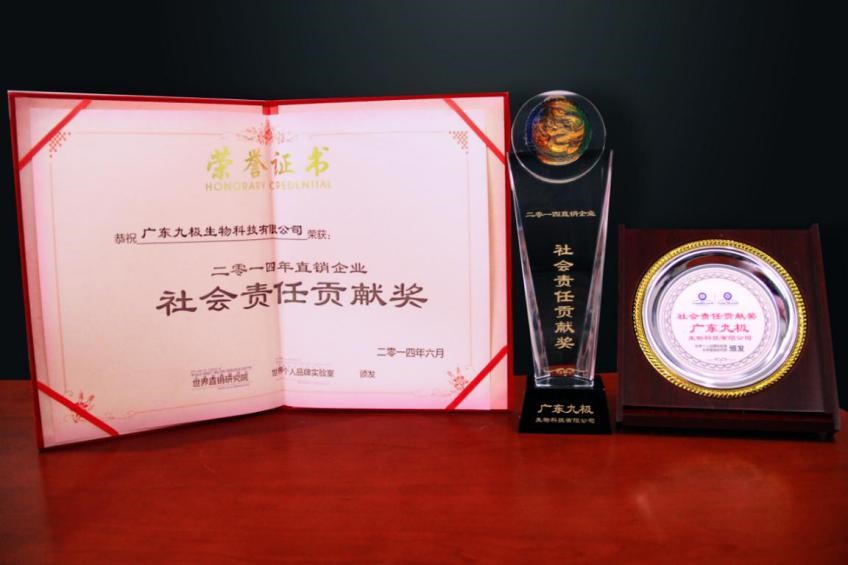 荣誉证书
HONORARY CREDENTIAL
恭祝 广东九极生物科技有限公司 荣获：
二零一四年直销企业
社会责任贡献奖
二零一四年六月
世界直销研究院 世界个人品牌实验室 颁发
二零一四直销企业
社会责任贡献奖
广东九极
生物科技有限公司
社会责任贡献奖
广东九极
生物科技有限公司
颁发